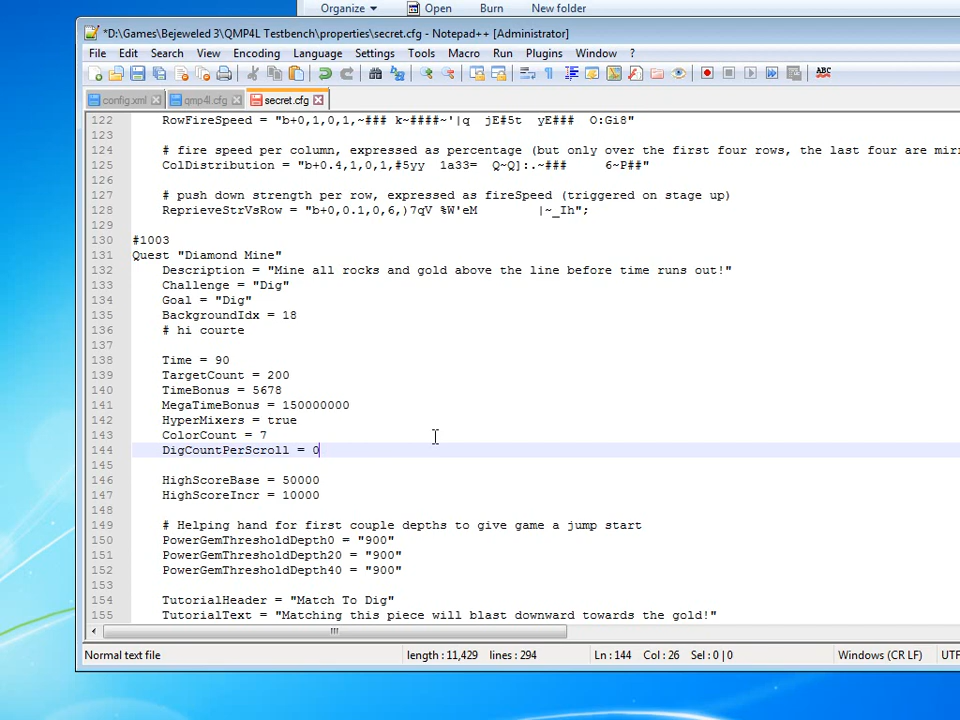 Organize Open Burn New folder
*D:\Games\Bejeweled 3\QMP4L Testbench\properties\secret.cfg - Notepad++ [Administrator]
File Edit Search View Encoding Language Settings Tools Macro Run Plugins Window ?
ABC
config.xml qmp4l.cfg secret.cfg
122 RowFireSpeed = "b+0,1,0,1,~### k~####~'|q jE#5t yE### O:Gi8"
123
124 # fire speed per column, expressed as percentage (but only over the first four rows, the last four are mirr
125 ColDistribution = "b+0.4,1,0,1,#5yy 1a33= Q~Q]:.~### 6~P##"
126
127 # push down strength per row, expressed as fireSpeed (triggered on stage up)
128 ReprieveStrVsRow = "b+0,0.1,0,6,)7qV %W'eM |~_Ih";
129
130 #1003
131 Quest "Diamond Mine"
132 Description = "Mine all rocks and gold above the line before time runs out!"
133 Challenge = "Dig"
134 Goal = "Dig"
135 BackgroundIdx = 18
136 # hi courte
137
138 Time = 90
139 TargetCount = 200
140 TimeBonus = 5678
141 MegaTimeBonus = 150000000
142 HyperMixers = true
143 ColorCount = 7
144 DigCountPerScroll = 0
145
146 HighScoreBase = 50000
147 HighScoreIncr = 10000
148
149 # Helping hand for first couple depths to give game a jump start
150 PowerGemThresholdDepth0 = "900"
151 PowerGemThresholdDepth20 = "900"
152 PowerGemThresholdDepth40 = "900"
153
154 TutorialHeader = "Match To Dig"
155 TutorialText = "Matching this piece will blast downward towards the gold!"
Normal text file length : 11,429 lines : 294 Ln : 144 Col : 26 Sel : 0 | 0 Windows (CR LF) UTF